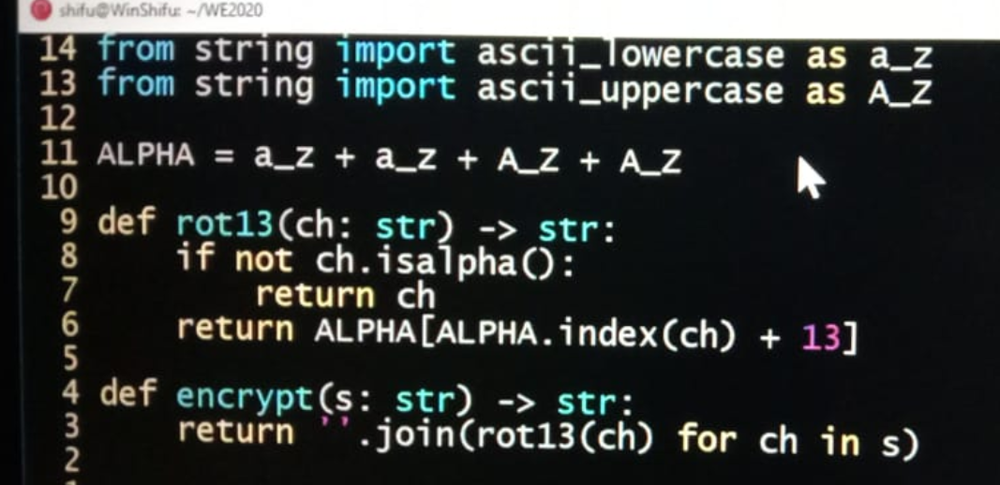 shifu@WinShifu: ~/WE2020
14 from string import ascii_lowercase as a_z
13 from string import ascii_uppercase as A_Z
12
11 ALPHA = a_z + a_z + A_Z + A_Z
10
9 def rot13(ch: str) -> str:
8     if not ch.isalpha():
7         return ch
6     return ALPHA[ALPHA.index(ch) + 13]
5
4 def encrypt(s: str) -> str:
3     return ''.join(rot13(ch) for ch in s)
2